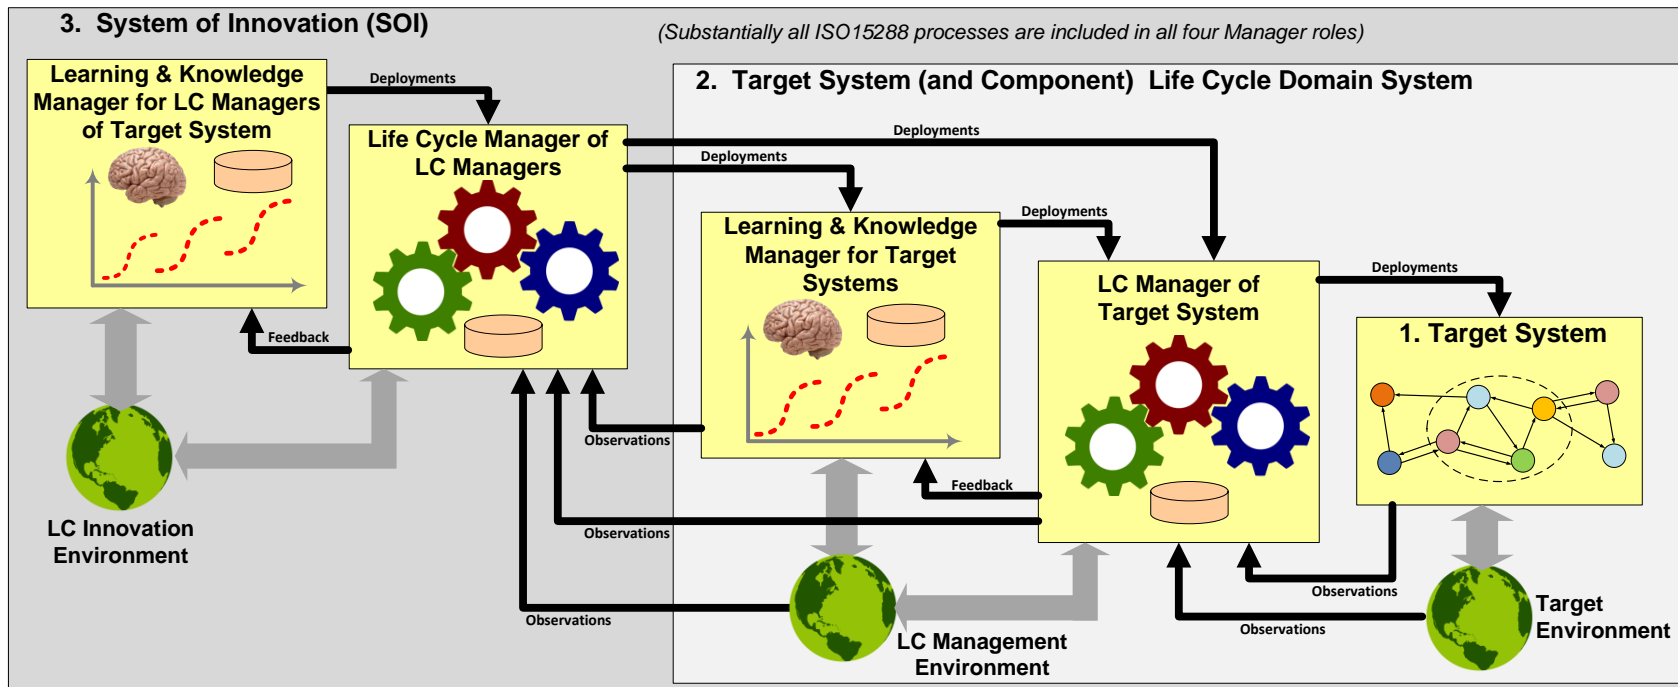 3. System of Innovation (SOI)
(Substantially all ISO15288 processes are included in all four Manager roles)
Learning & Knowledge
Manager for LC Managers
of Target System
Deployments
Life Cycle Manager of
LC Managers
Feedback
LC Innovation
Environment
2. Target System (and Component) Life Cycle Domain System
Deployments
Deployments
Learning & Knowledge
Manager for Target
Systems
Deployments
LC Manager of
Target System
Deployments
1. Target System
Observations
Feedback
Observations
Observations
LC Management
Environment
Observations
Observations
Target
Environment